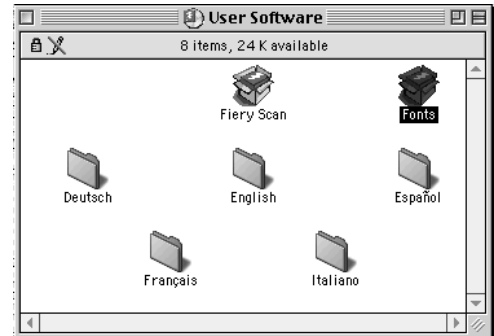 User Software
8 items, 24 K available
Fiery Scan
Fonts
Deutsch
English
Español
Français
Italiano